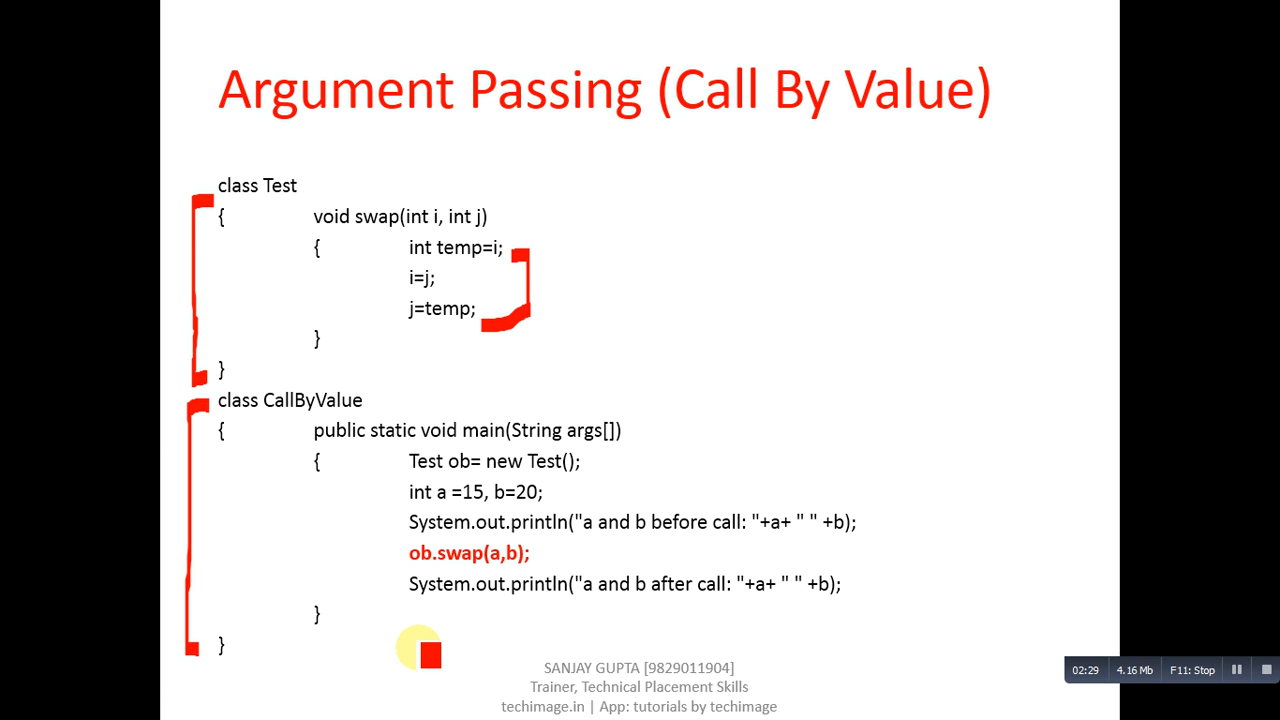 Argument Passing (Call By Value)
class Test
{ void swap(int i, int j)
{ int temp=i;
i=j;
j=temp;
}
}
class CallByValue
{ public static void main(String args[])
{ Test ob= new Test();
int a =15, b=20;
System.out.println("a and b before call: "+a+ " " +b);
ob.swap(a,b);
System.out.println("a and b after call: "+a+ " " +b);
}
}
SANJAY GUPTA [9829011904]
Trainer, Technical Placement Skills
techimage.in | App: tutorials by techimage
02:29 4.16 Mb F11: Stop